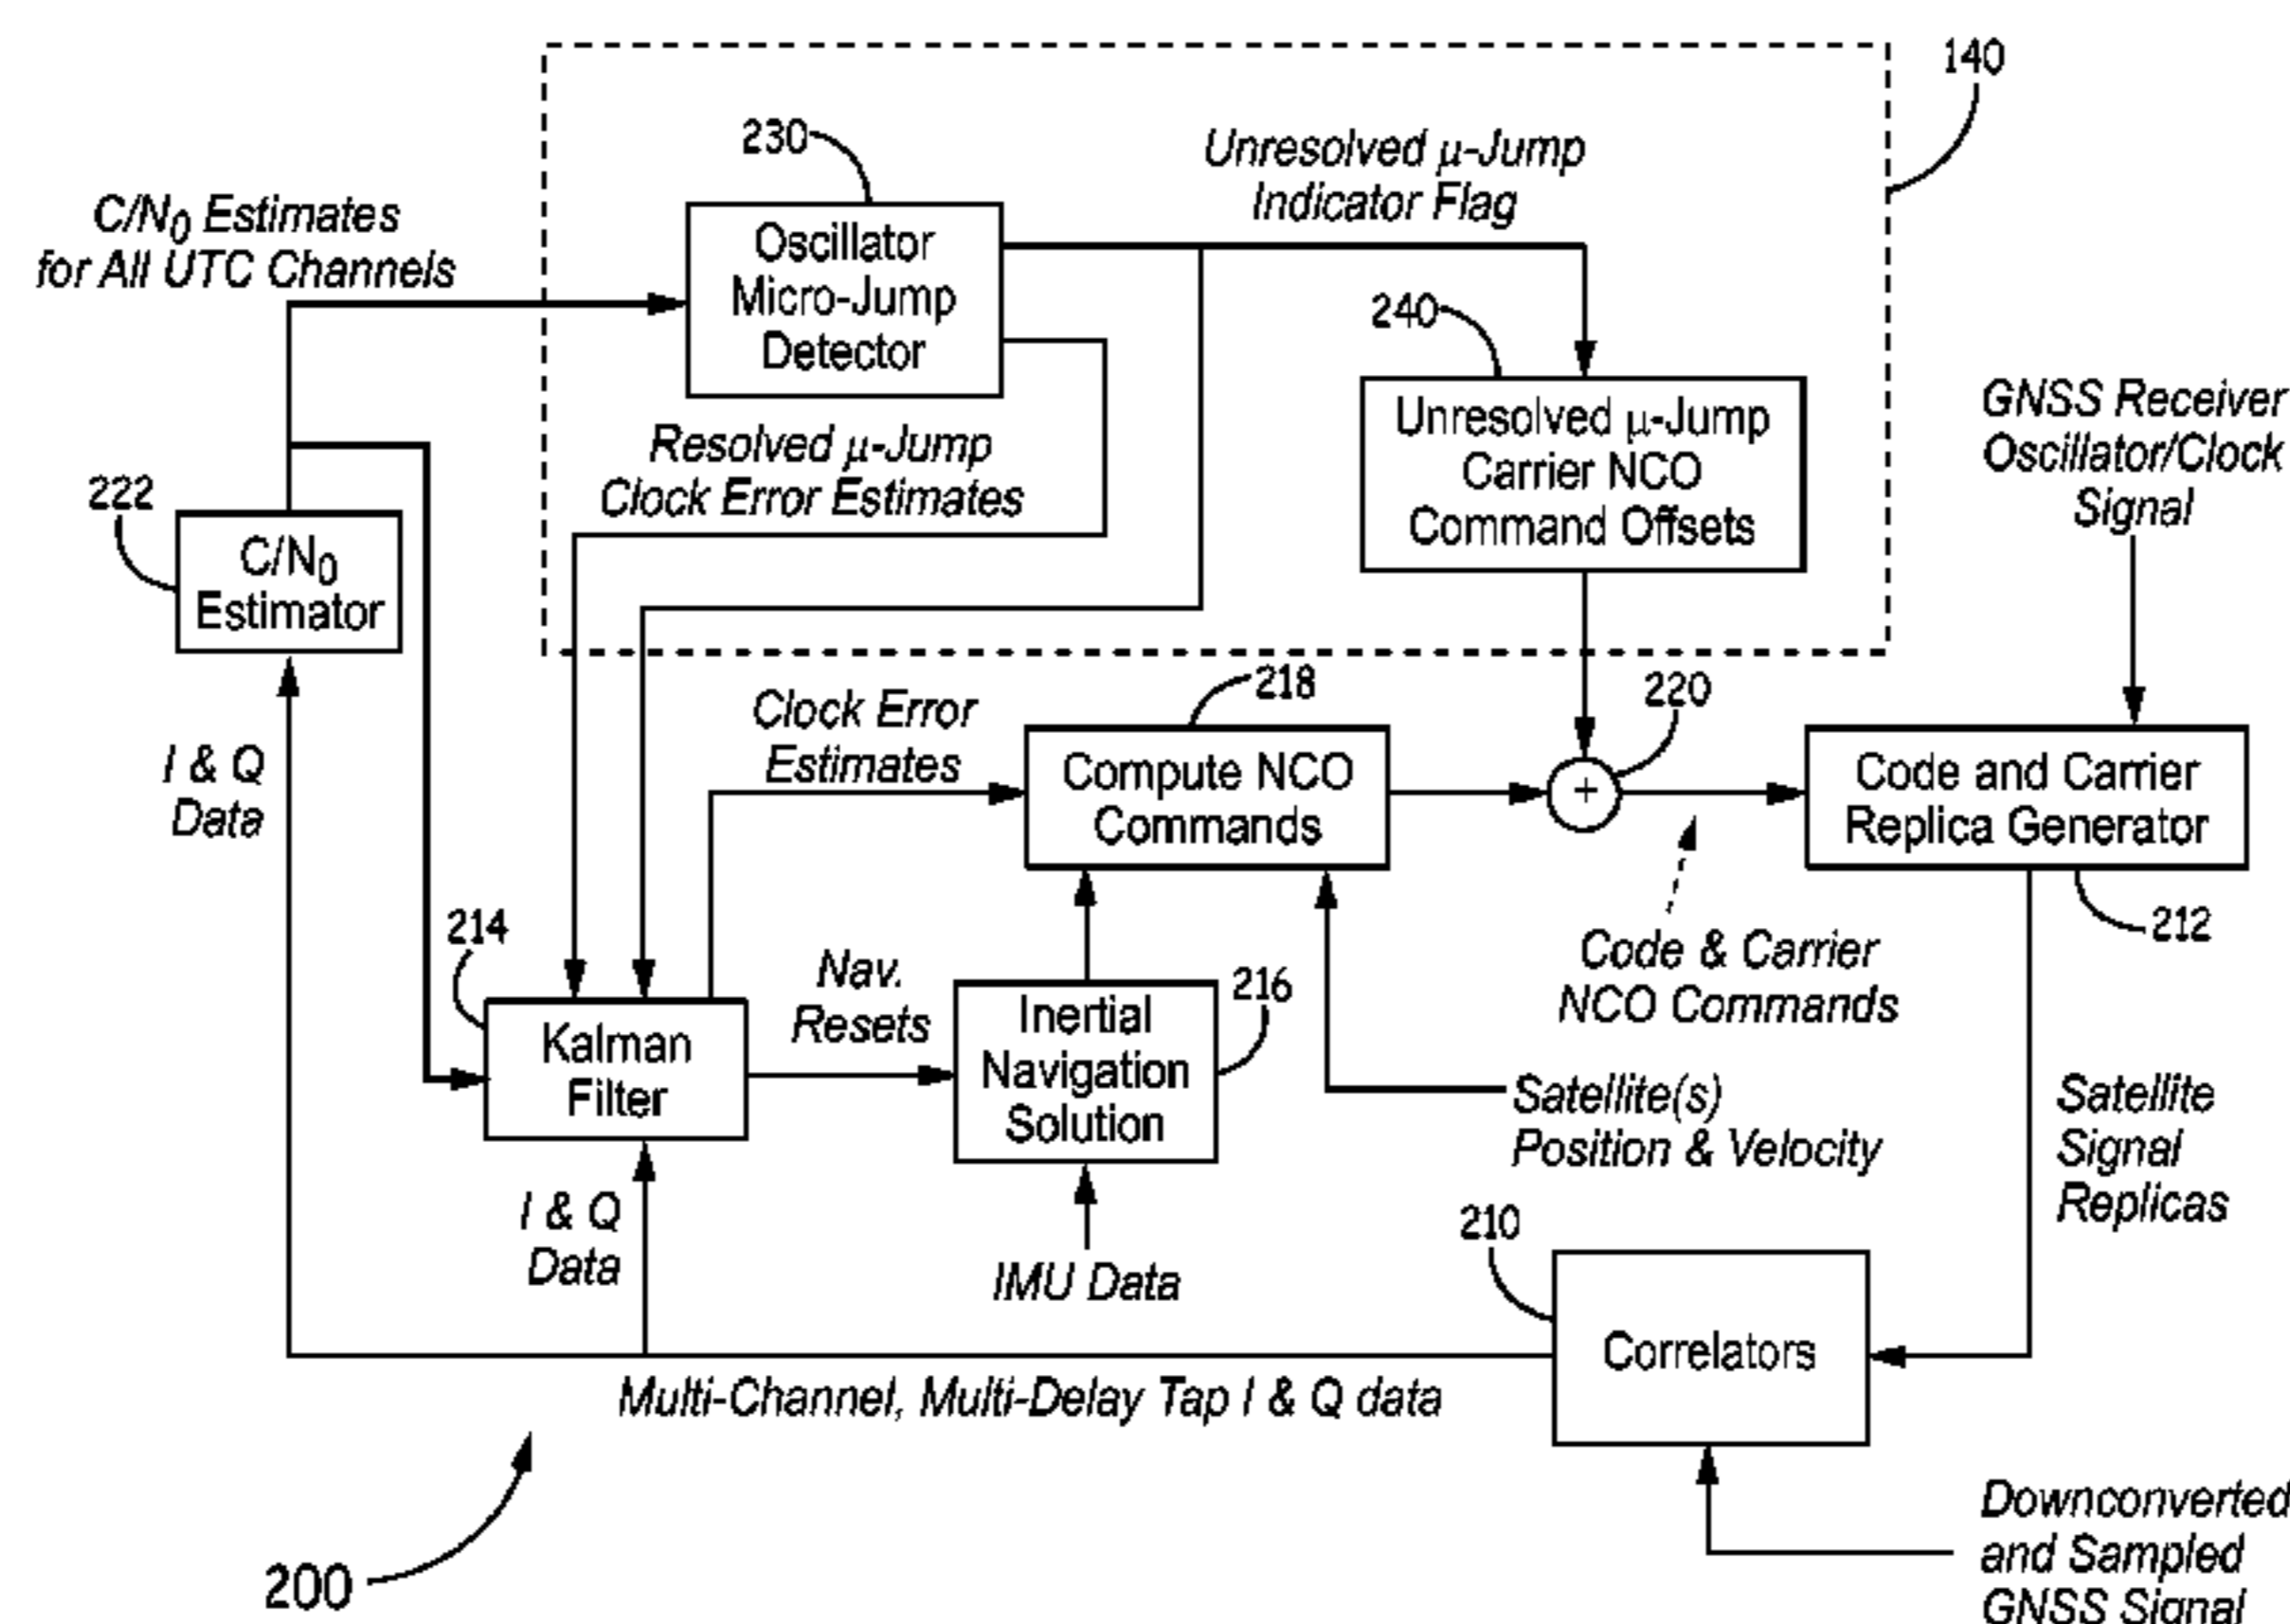 140
230
Unresolved μ-Jump
Indicator Flag
C/N0 Estimates
for All UTC Channels
Oscillator
Micro-Jump
Detector
240
Unresolved μ-Jump
Carrier NCO
Command Offsets
GNSS Receiver
Oscillator/Clock
Signal
Resolved μ-Jump
Clock Error Estimates
222
C/N0
Estimator
218
220
Clock Error
Estimates
I & Q
Data
Compute NCO
Commands
+
Code and Carrier
Replica Generator
212
214
Nav.
Resets
216
Code & Carrier
NCO Commands
Kalman
Filter
Inertial
Navigation
Solution
Satellite(s)
Position & Velocity
Satellite
Signal
Replicas
I & Q
Data
IMU Data
210
Correlators
Multi-Channel, Multi-Delay Tap I & Q data
200
Downconverted
and Sampled
GNSS Signal